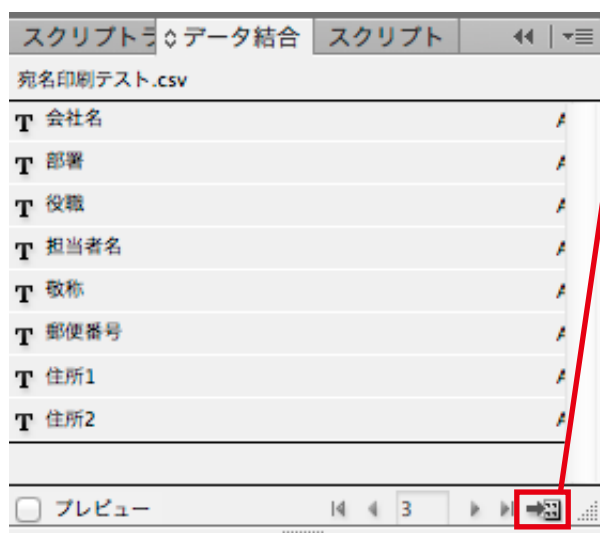 スクリプトラ データ結合 スクリプト
宛名印刷テスト.csv
T 会社名 A
T 部署 A
T 役職 A
T 担当者名 A
T 敬称 A
T 郵便番号 A
T 住所1 A
T 住所2 A
プレビュー 3